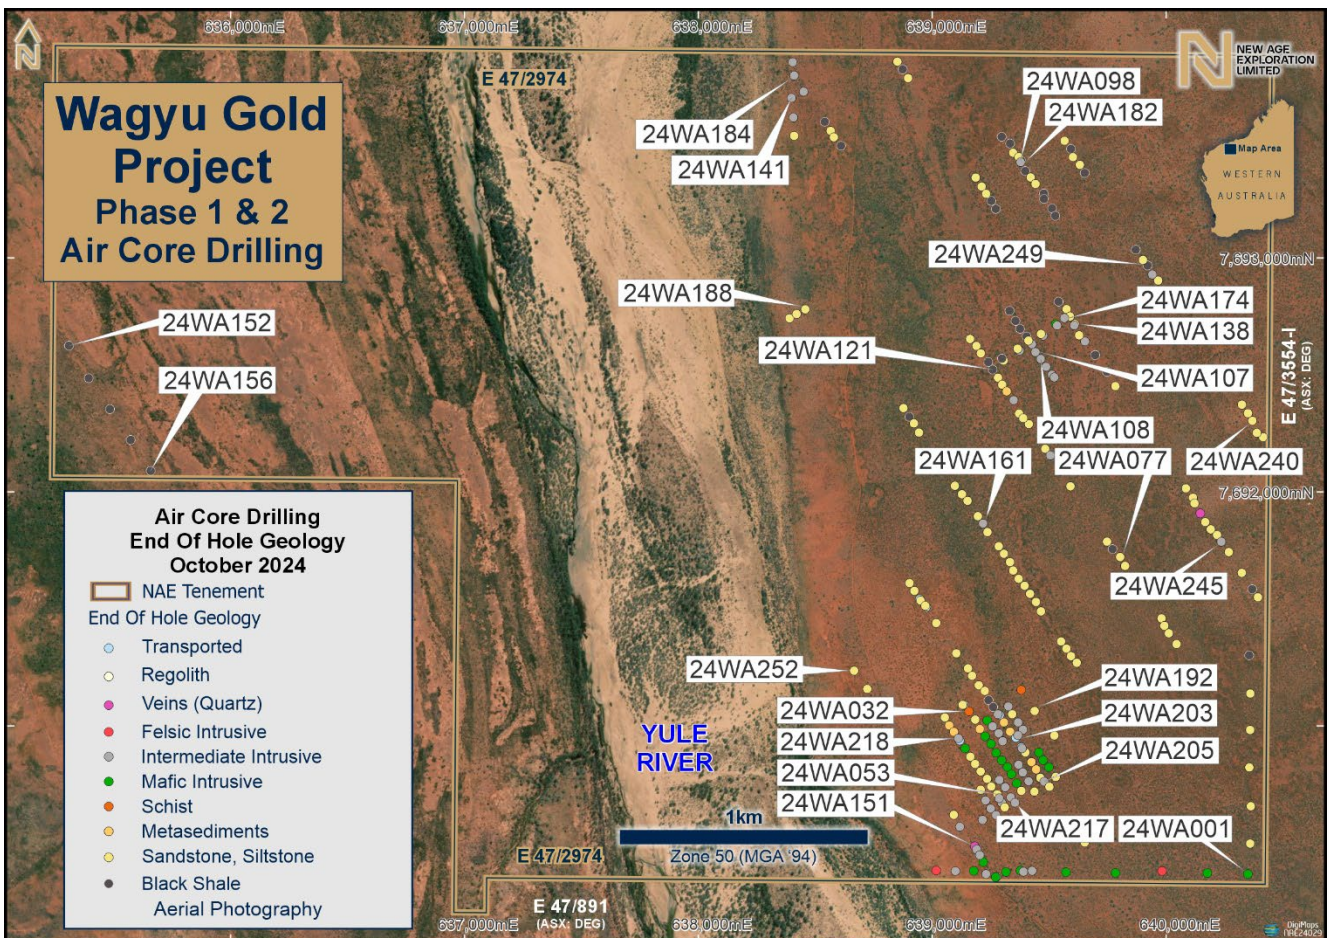 636,000mE
637,000mE
638,000mE
639,000mE
N
E 47/2974
N
NEW AGE
EXPLORATION
LIMITED
Wagyu Gold
Project
Phase 1 & 2
Air Core Drilling
Map Area
WESTERN
AUSTRALIA
24WA098
24WA182
24WA184
24WA141
24WA249
7,693,000mN
24WA188
24WA174
24WA138
24WA152
24WA121
24WA107
24WA156
E 47/3554-I
(ASX: DEG)
24WA108
24WA161
24WA077
24WA240
7,692,000mN
24WA245
Air Core Drilling
End Of Hole Geology
October 2024
NAE Tenement
End Of Hole Geology
Transported
Regolith
Veins (Quartz)
Felsic Intrusive
Intermediate Intrusive
Mafic Intrusive
Schist
Metasediments
Sandstone, Siltstone
Black Shale
Aerial Photography
24WA252
24WA192
24WA032
24WA203
24WA218
YULE
RIVER
24WA205
24WA053
24WA151
24WA217
24WA001
1km
Zone 50 (MGA '94)
E 47/2974
E 47/891
(ASX: DEG)
637,000mE
638,000mE
639,000mE
640,000mE
DigiMaps
NAE24029